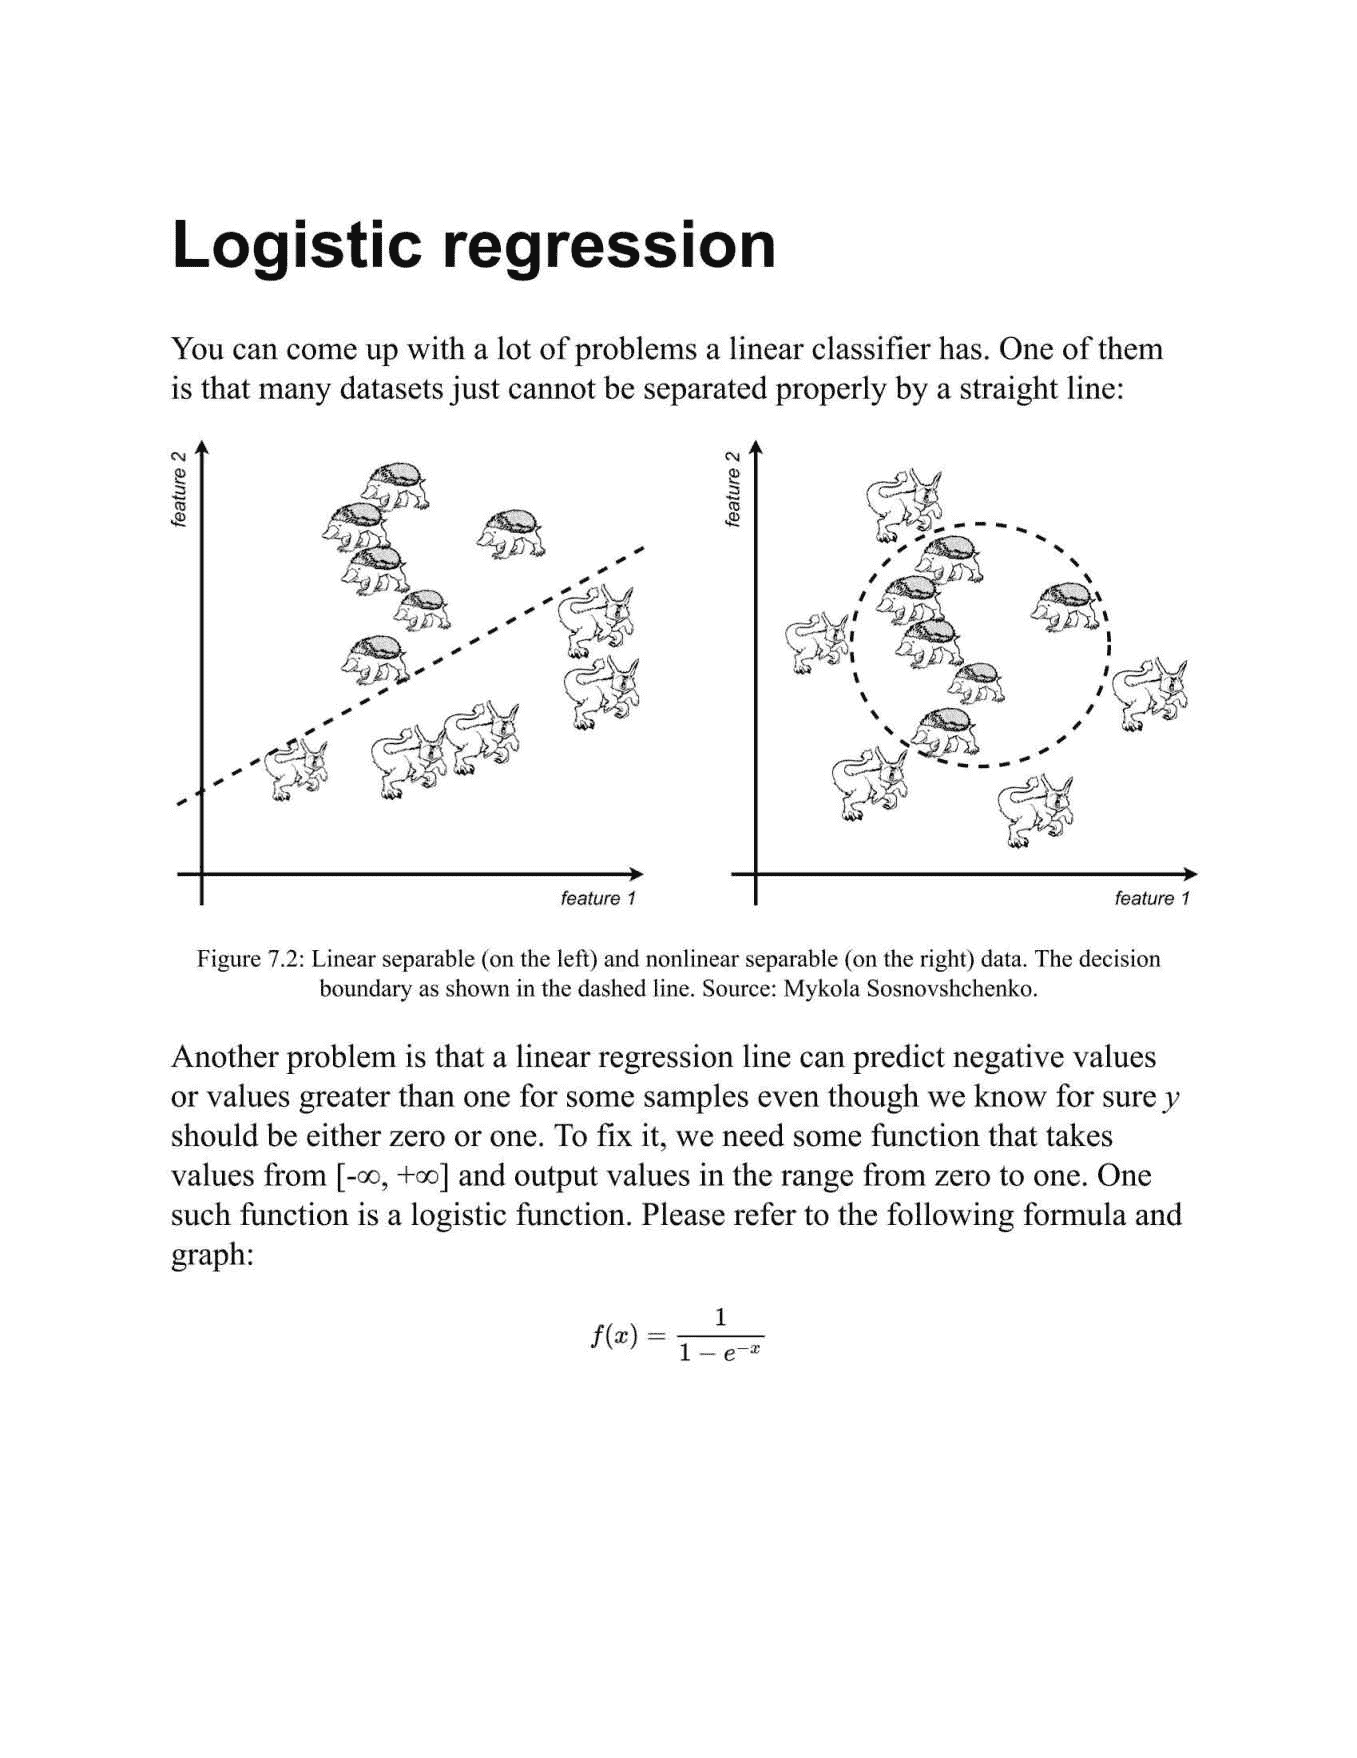 Logistic regression
You can come up with a lot of problems a linear classifier has. One of them
is that many datasets just cannot be separated properly by a straight line:
feature 2
feature 1
feature 2
feature 1
Figure 7.2: Linear separable (on the left) and nonlinear separable (on the right) data. The decision
boundary as shown in the dashed line. Source: Mykola Sosnovshchenko.
Another problem is that a linear regression line can predict negative values
or values greater than one for some samples even though we know for sure y
should be either zero or one. To fix it, we need some function that takes
values from [-∞, +∞] and output values in the range from zero to one. One
such function is a logistic function. Please refer to the following formula and
graph:
f(x) = 1 / (1 − e^{−x})